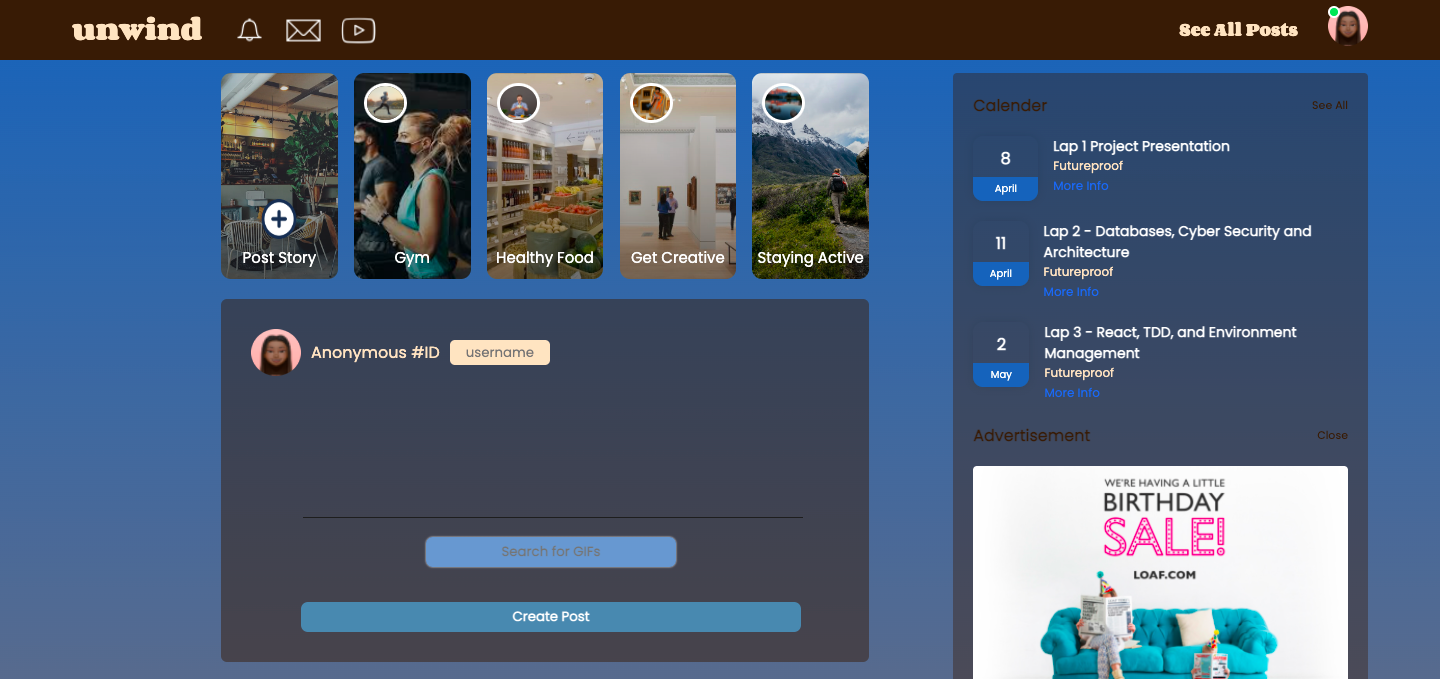 unwind
See All Posts
Post Story
Gym
Healthy Food
Get Creative
Staying Active
Anonymous #ID
username
Search for GIFs
Create Post
Calender
See All
8
April
Lap 1 Project Presentation
Futureproof
More Info
11
April
Lap 2 - Databases, Cyber Security and
Architecture
Futureproof
More Info
2
May
Lap 3 - React, TDD, and Environment
Management
Futureproof
More Info
Advertisement
Close
WE'RE HAVING A LITTLE
BIRTHDAY
SALE!
LOAF.COM